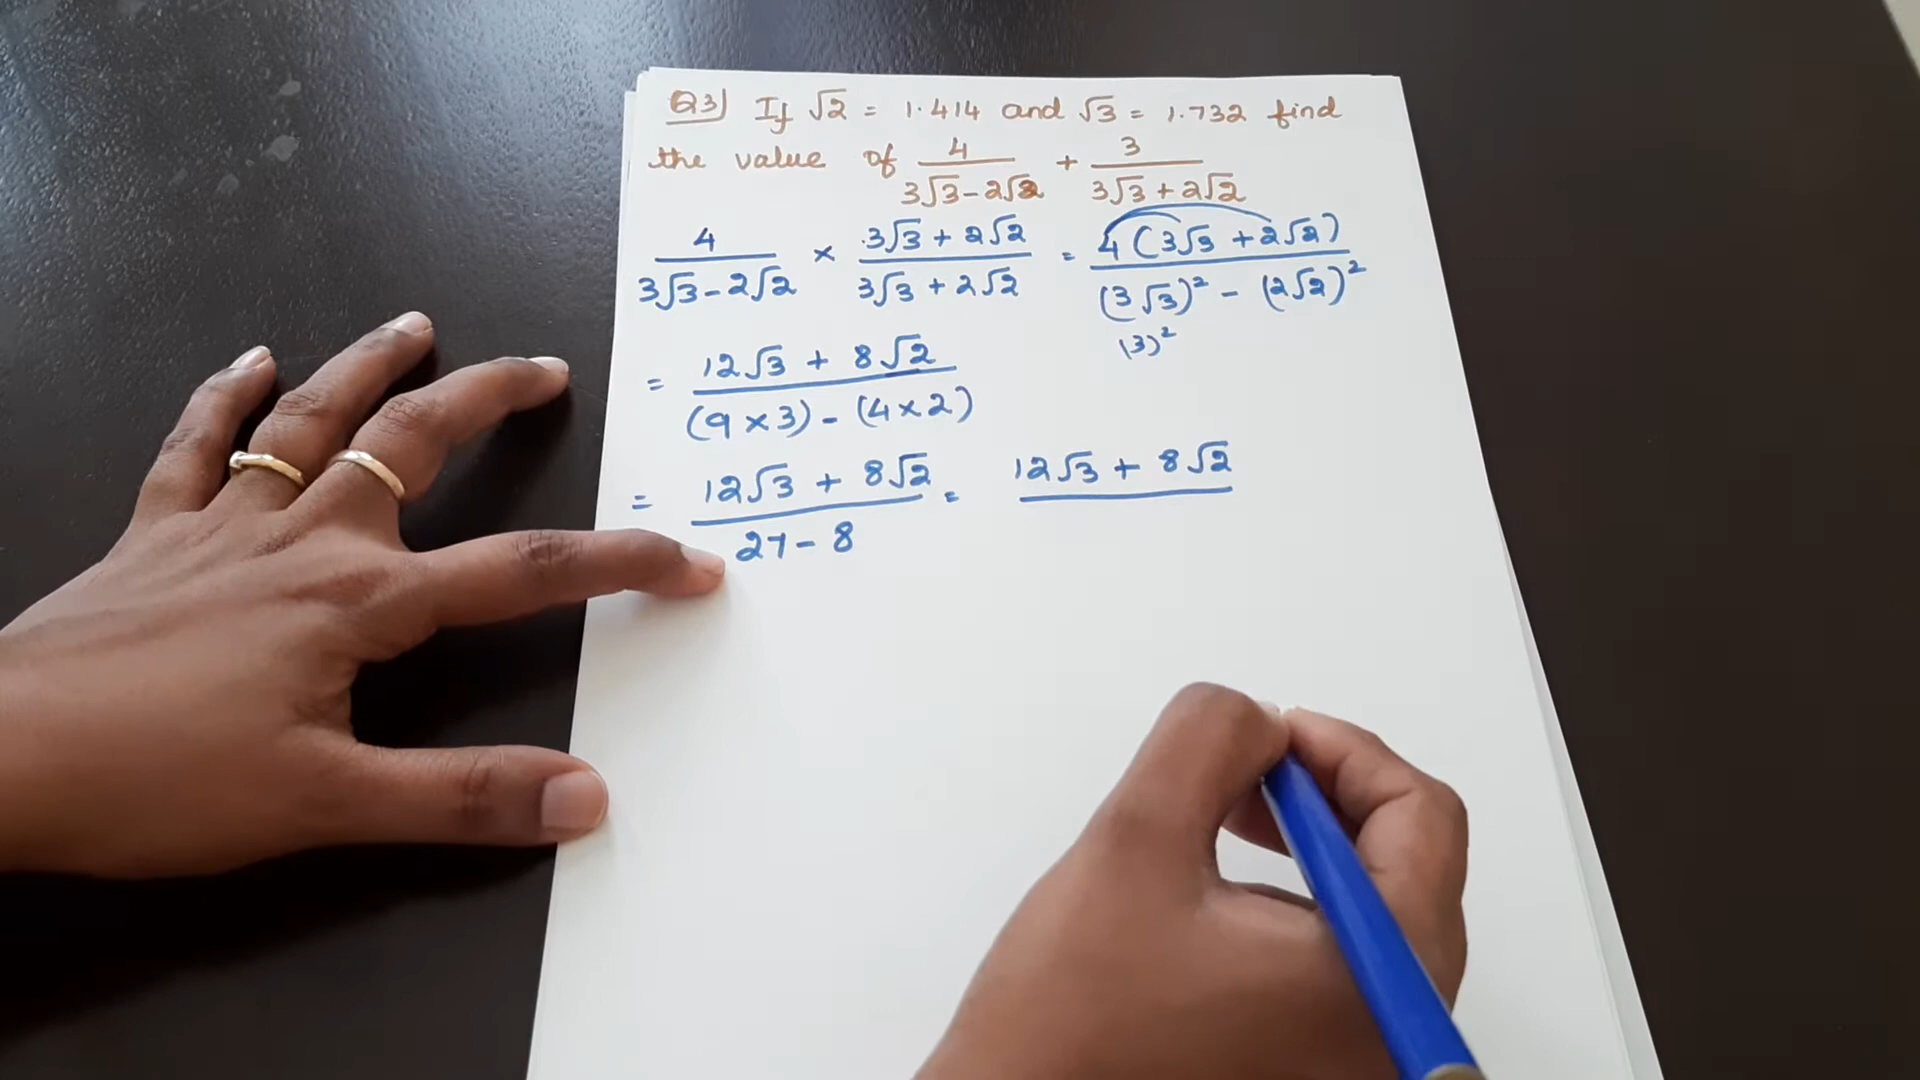 Q3) If √2 = 1.414 and √3 = 1.732 find
the value of 4/(3√3-2√2) + 3/(3√3+2√2)
4/(3√3-2√2) × (3√3+2√2)/(3√3+2√2) = 4(3√3+2√2)/((3√3)² - (2√2)²)
(3)²
= (12√3 + 8√2)/((9×3)-(4×2))
= (12√3 + 8√2)/(27-8) = 12√3 + 8√2